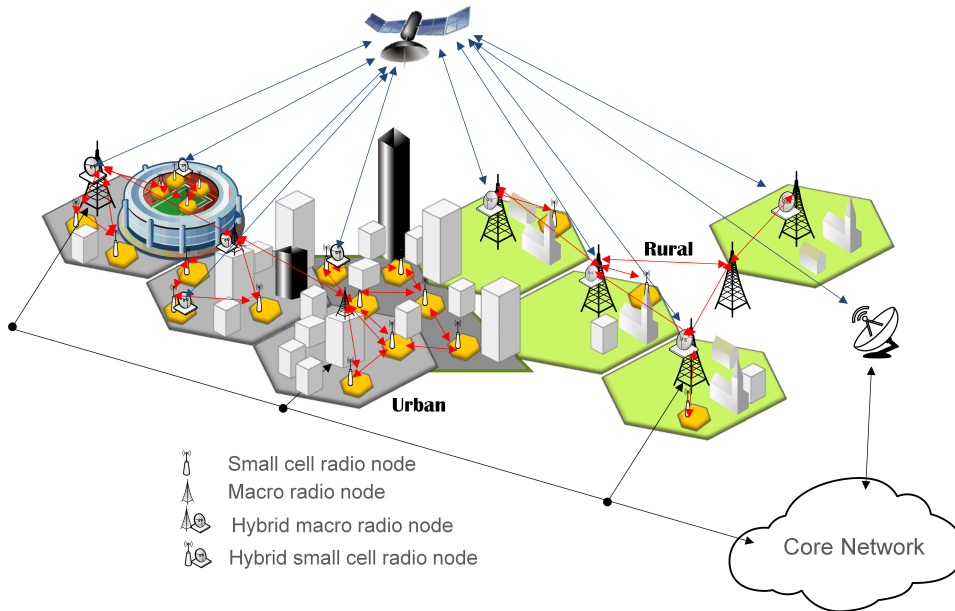 Rural
Urban
Small cell radio node
Macro radio node
Hybrid macro radio node
Hybrid small cell radio node
Core Network